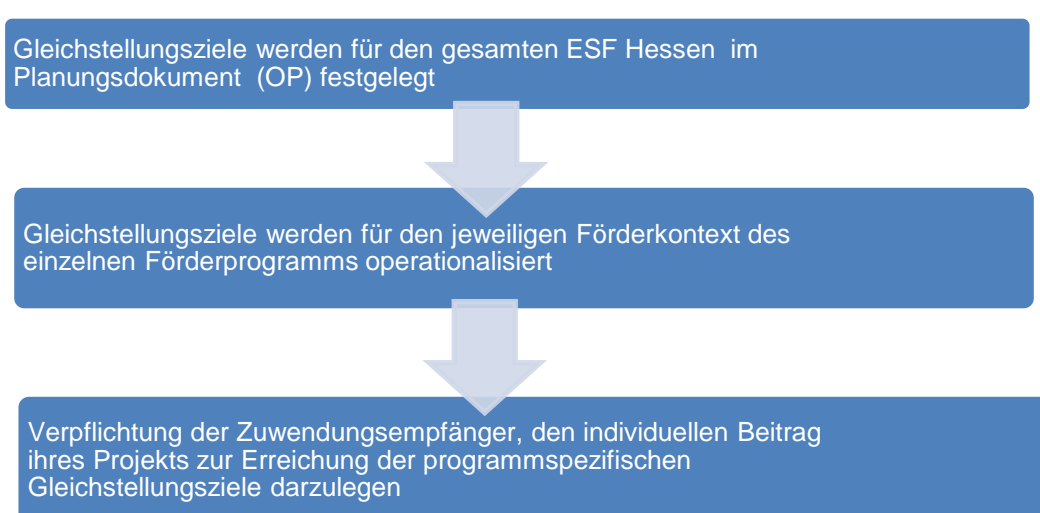 Gleichstellungsziele werden für den gesamten ESF Hessen im
Planungsdokument (OP) festgelegt
Gleichstellungsziele werden für den jeweiligen Förderkontext des
einzelnen Förderprogramms operationalisiert
Verpflichtung der Zuwendungsempfänger, den individuellen Beitrag
ihres Projekts zur Erreichung der programmspezifischen
Gleichstellungsziele darzulegen